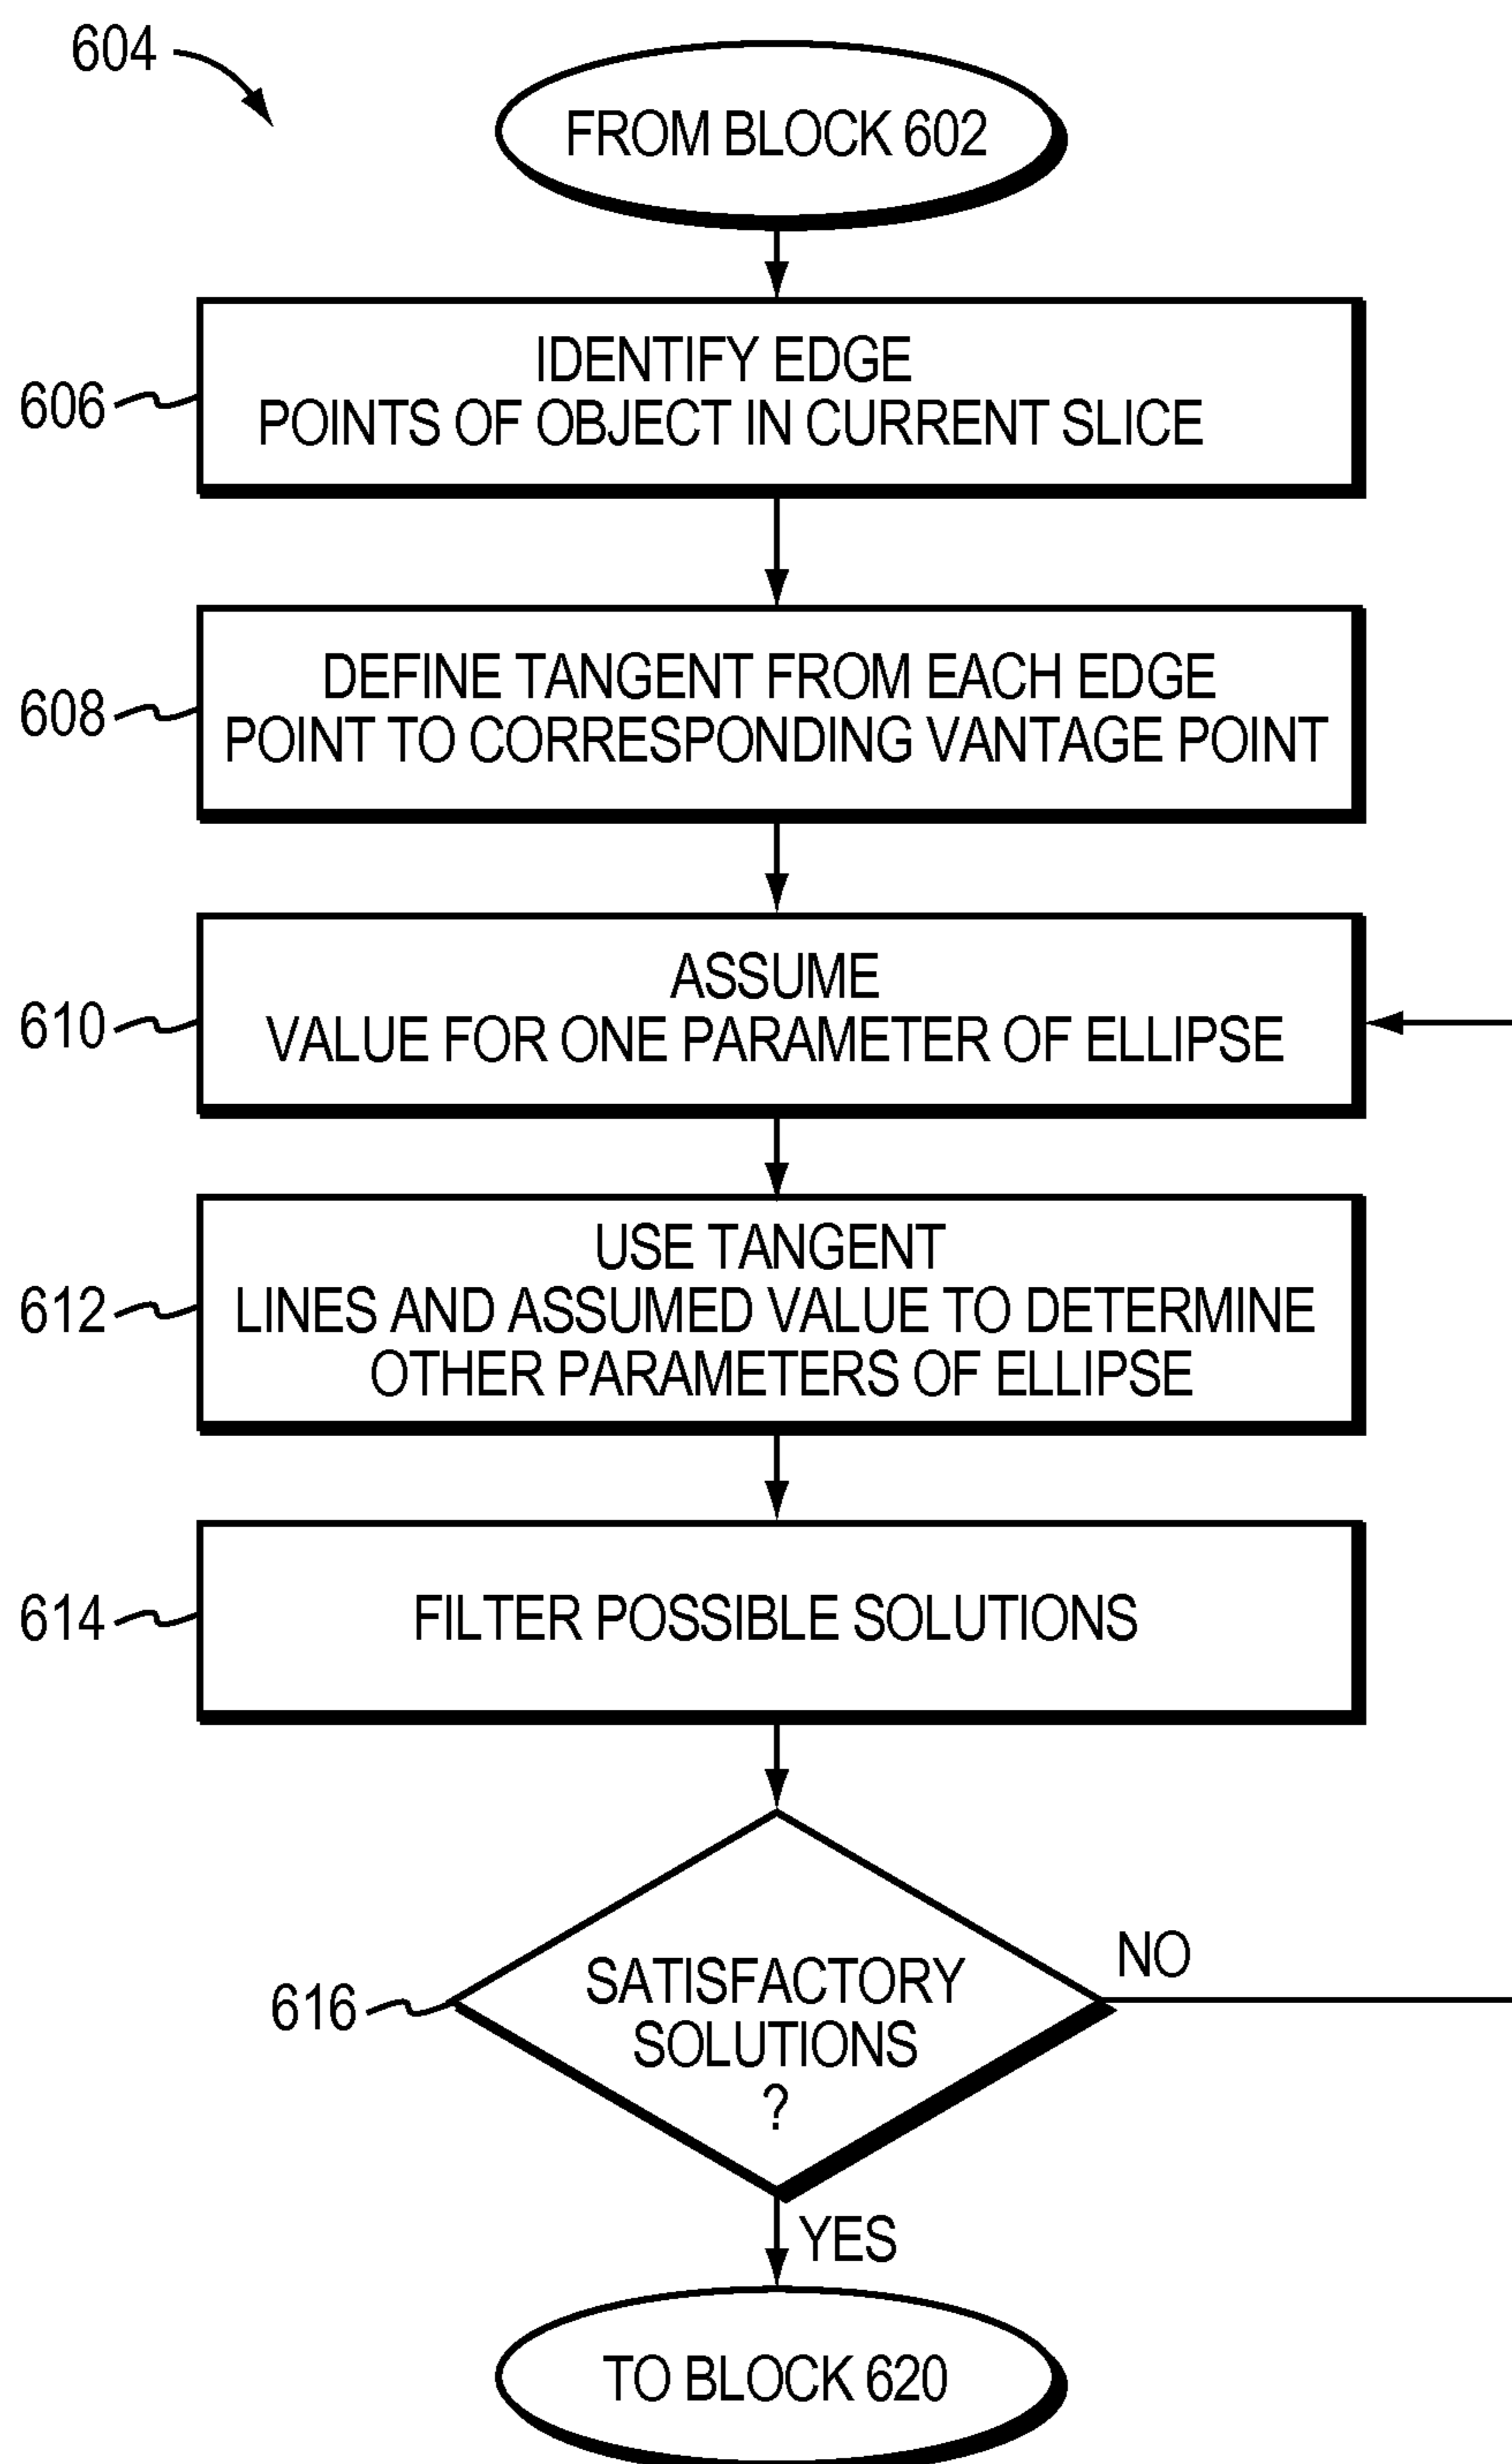 604
FROM BLOCK 602
606
IDENTIFY EDGE
POINTS OF OBJECT IN CURRENT SLICE
608
DEFINE TANGENT FROM EACH EDGE
POINT TO CORRESPONDING VANTAGE POINT
610
ASSUME
VALUE FOR ONE PARAMETER OF ELLIPSE
612
USE TANGENT
LINES AND ASSUMED VALUE TO DETERMINE
OTHER PARAMETERS OF ELLIPSE
614
FILTER POSSIBLE SOLUTIONS
616
SATISFACTORY
SOLUTIONS
?
NO
YES
TO BLOCK 620